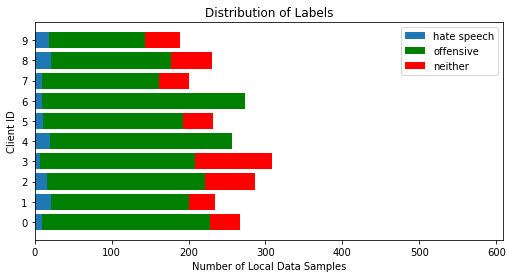 Distribution of Labels
hate speech
offensive
neither
Client ID
9
8
7
6
5
4
3
2
1
0
0 100 200 300 400 500 600
Number of Local Data Samples